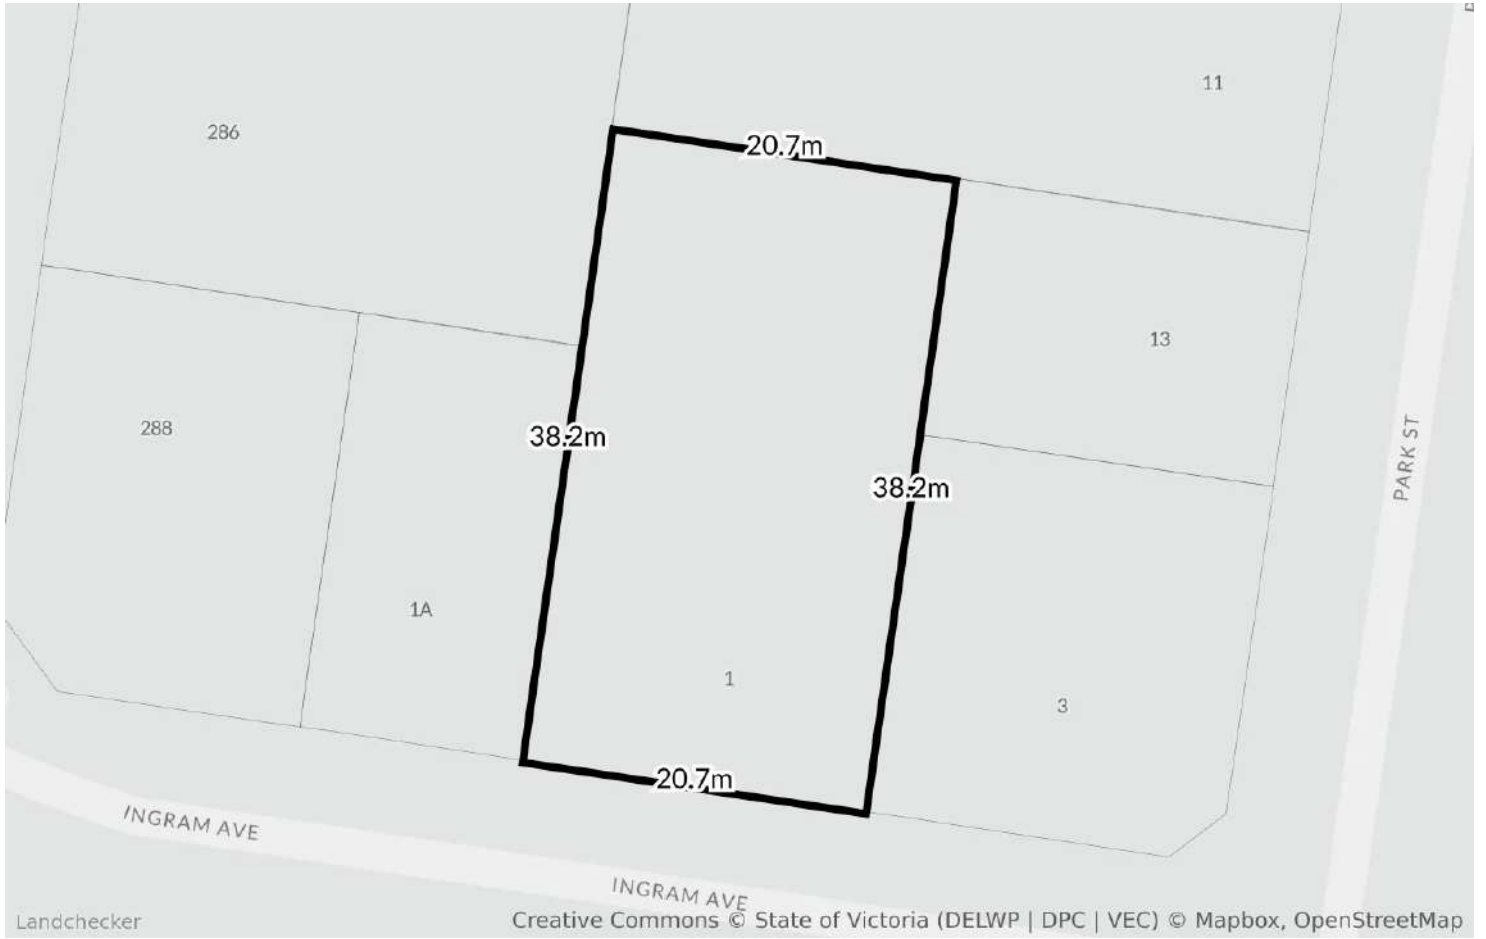 11
286
20.7m
13
288
38.2m
PARK ST
38.2m
1A
1
3
20.7m
INGRAM AVE
INGRAM AVE
Landchecker
Creative Commons © State of Victoria (DELWP | DPC | VEC) © Mapbox, OpenStreetMap